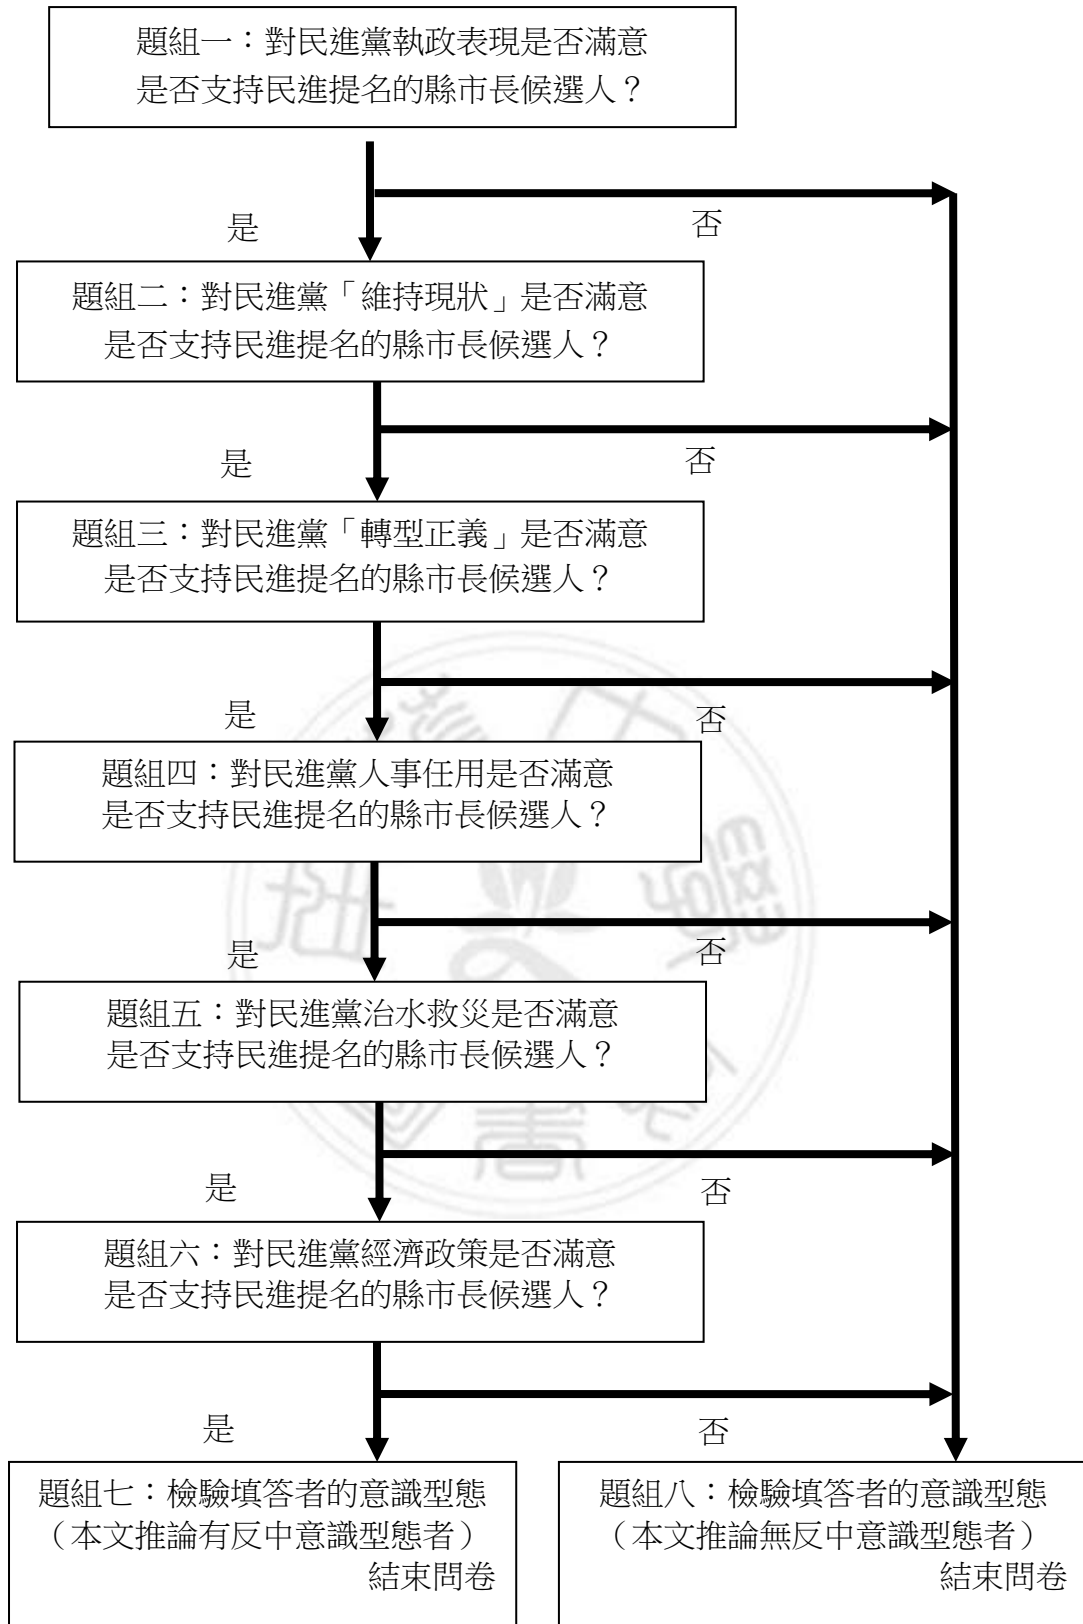 題組一：對民進黨執政表現是否滿意
是否支持民進提名的縣市長候選人？
是
否
題組二：對民進黨「維持現狀」是否滿意
是否支持民進提名的縣市長候選人？
是
否
題組三：對民進黨「轉型正義」是否滿意
是否支持民進提名的縣市長候選人？
是
否
題組四：對民進黨人事任用是否滿意
是否支持民進提名的縣市長候選人？
是
否
題組五：對民進黨治水救災是否滿意
是否支持民進提名的縣市長候選人？
是
否
題組六：對民進黨經濟政策是否滿意
是否支持民進提名的縣市長候選人？
是
否
題組七：檢驗填答者的意識型態
（本文推論有反中意識型態者）
結束問卷
題組八：檢驗填答者的意識型態
（本文推論無反中意識型態者）
結束問卷